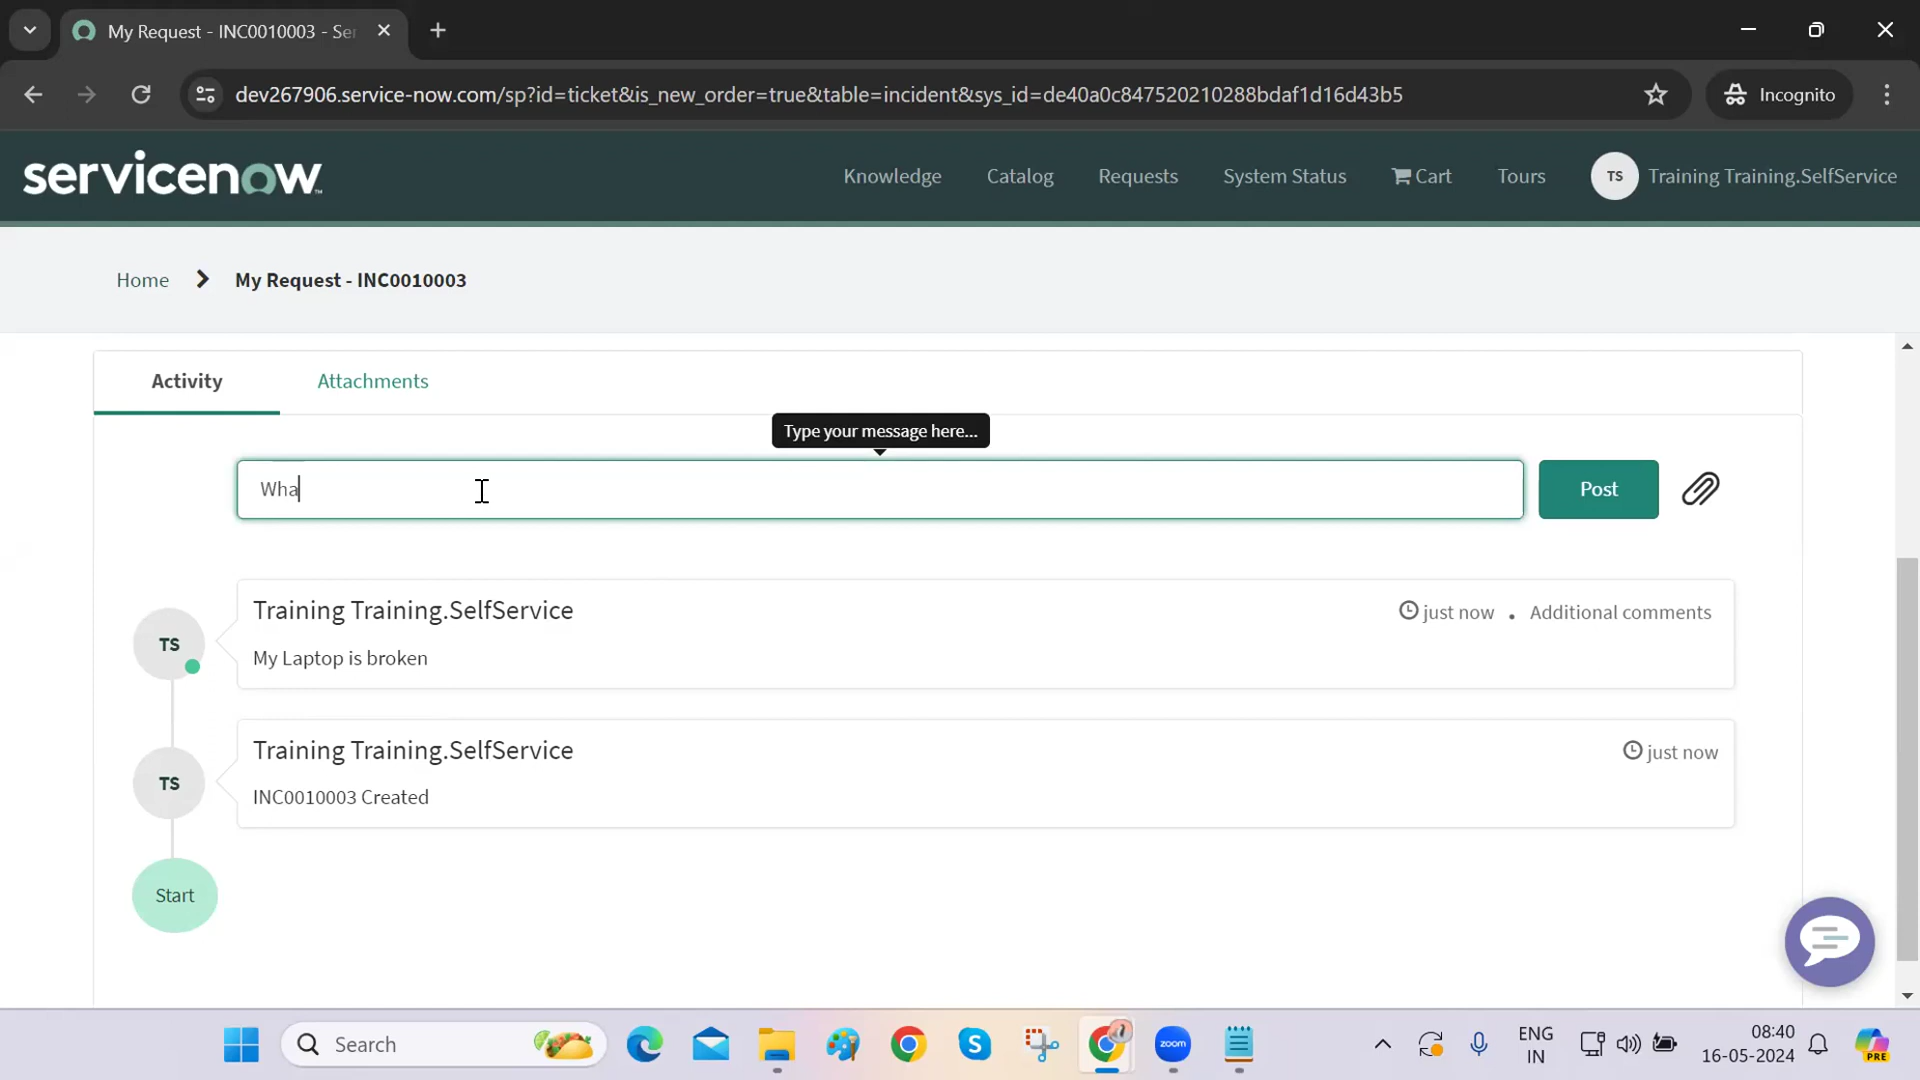 My Request - INC0010003 - Ser
dev267906.service-now.com/sp?id=ticket&is_new_order=true&table=incident&sys_id=de40a0c847520210288bdaf1d16d43b5
Incognito
servicenow
Knowledge
Catalog
Requests
System Status
Cart
Tours
TS
Training Training.SelfService
Home
My Request - INC0010003
Activity
Attachments
Type your message here...
Wha
Post
TS
Training Training.SelfService
just now . Additional comments
My Laptop is broken
TS
Training Training.SelfService
just now
INC0010003 Created
Start
Search
zoom
ENG
IN
08:40
16-05-2024
PRE